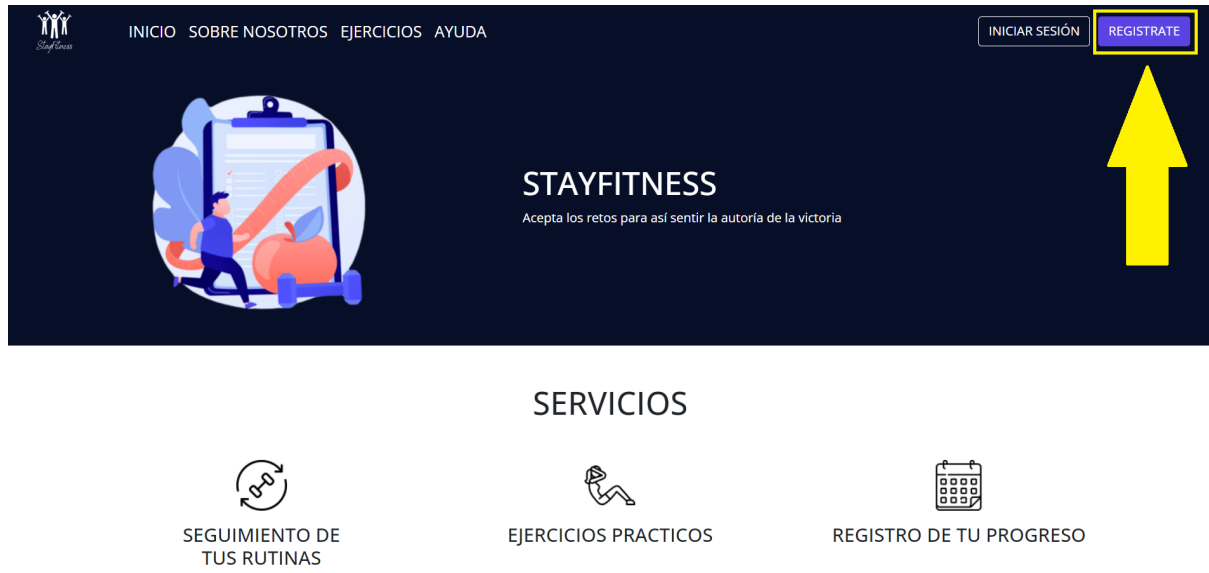 StayFitness
INICIO SOBRE NOSOTROS EJERCICIOS AYUDA
INICIAR SESIÓN
REGISTRATE
STAYFITNESS
Acepta los retos para así sentir la autoría de la victoria
SERVICIOS
SEGUIMIENTO DE
TUS RUTINAS
EJERCICIOS PRACTICOS
REGISTRO DE TU PROGRESO